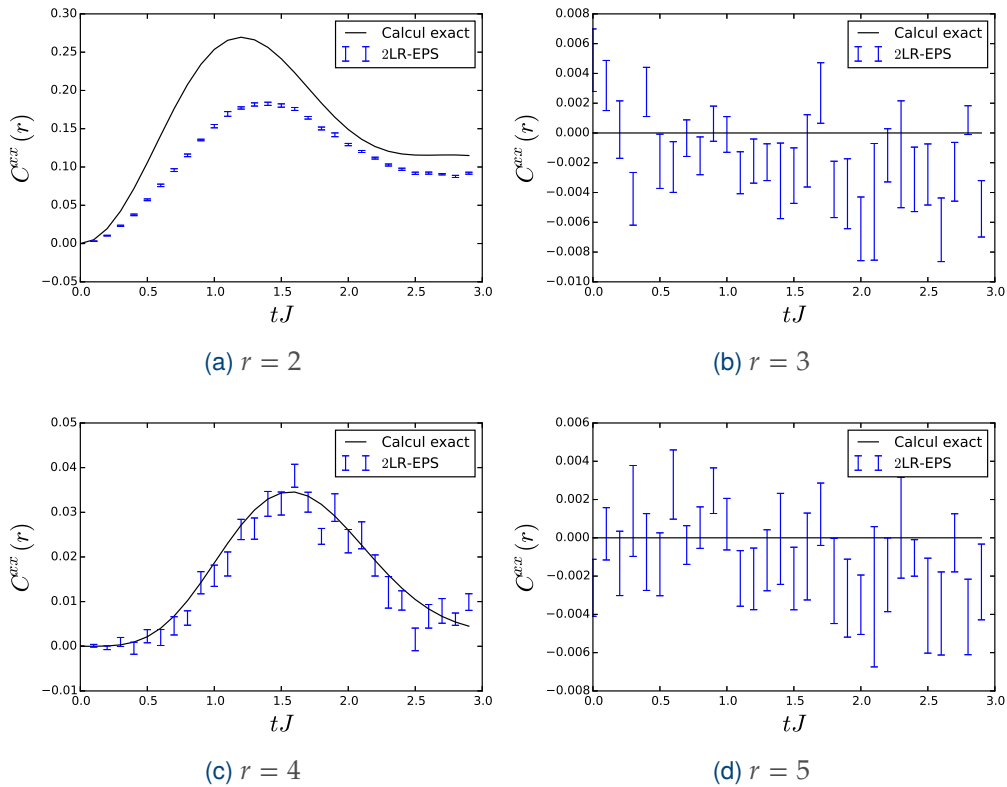 0.30
0.25
0.20
0.15
0.10
0.05
0.00
−0.05
0.0 0.5 1.0 1.5 2.0 2.5 3.0
tJ
C^{xx}(r)
Calcul exact
2LR-EPS
(a) r = 2
0.008
0.006
0.004
0.002
0.000
−0.002
−0.004
−0.006
−0.008
−0.010
0.0 0.5 1.0 1.5 2.0 2.5 3.0
tJ
C^{xx}(r)
Calcul exact
2LR-EPS
(b) r = 3
0.05
0.04
0.03
0.02
0.01
0.00
−0.01
0.0 0.5 1.0 1.5 2.0 2.5 3.0
tJ
C^{xx}(r)
Calcul exact
2LR-EPS
(c) r = 4
0.006
0.004
0.002
0.000
−0.002
−0.004
−0.006
−0.008
0.0 0.5 1.0 1.5 2.0 2.5 3.0
tJ
C^{xx}(r)
Calcul exact
2LR-EPS
(d) r = 5